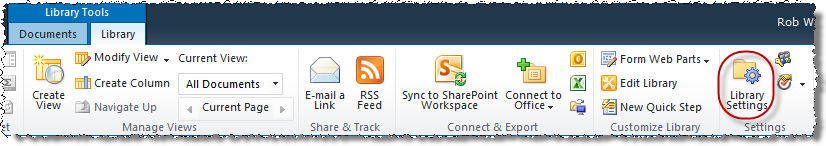 Library Tools
Rob W
Documents
Library
Create
View
Modify View
Create Column
Navigate Up
Current View:
All Documents
Current Page
Manage Views
E-mail a
Link
RSS
Feed
Share & Track
Sync to SharePoint
Workspace
Connect to
Office
Connect & Export
Form Web Parts
Edit Library
New Quick Step
Customize Library
Library
Settings
Settings